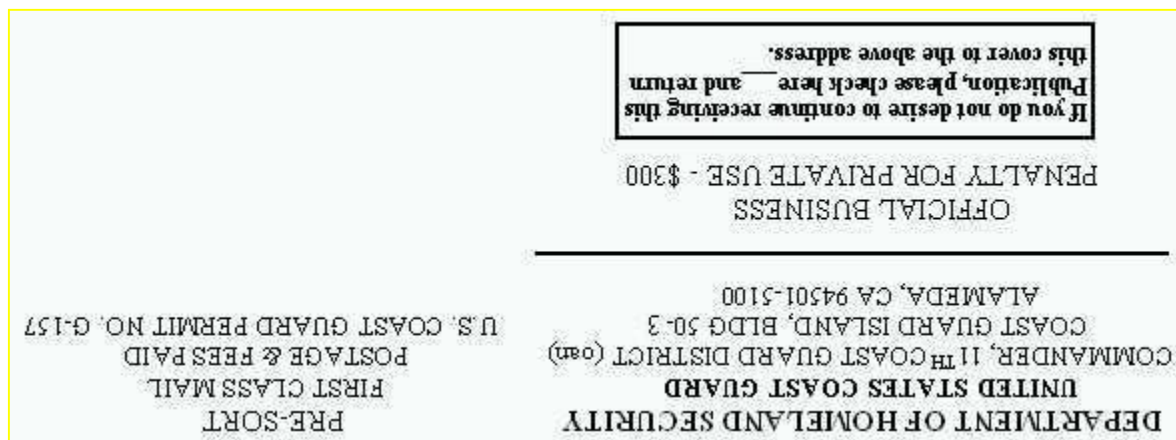 DEPARTMENT OF HOMELAND SECURITY
UNITED STATES COAST GUARD
COMMANDER, 11TH COAST GUARD DISTRICT (oan)
COAST GUARD ISLAND, BLDG 50-3
ALAMEDA, CA 94501-5100
OFFICIAL BUSINESS
PENALTY FOR PRIVATE USE - $300
If you do not desire to continue receiving this
Publication, please check here ___ and return
this cover to the above address.
PRE-SORT
FIRST CLASS MAIL
POSTAGE & FEES PAID
U.S. COAST GUARD PERMIT NO. G-157